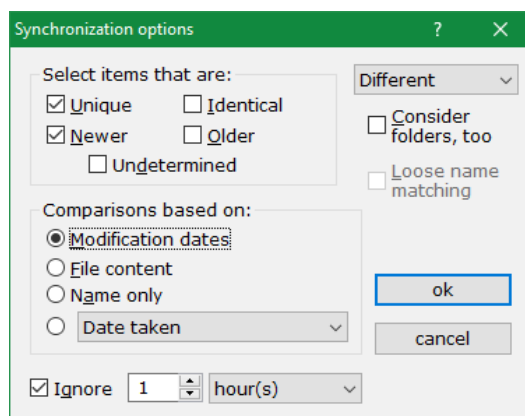 Synchronization options ? ×
Select items that are:
Unique Identical
Newer Older
Undetermined
Different
Consider
folders, too
Loose name
matching
Comparisons based on:
Modification dates
File content
Name only
Date taken
ok
cancel
Ignore 1 hour(s)